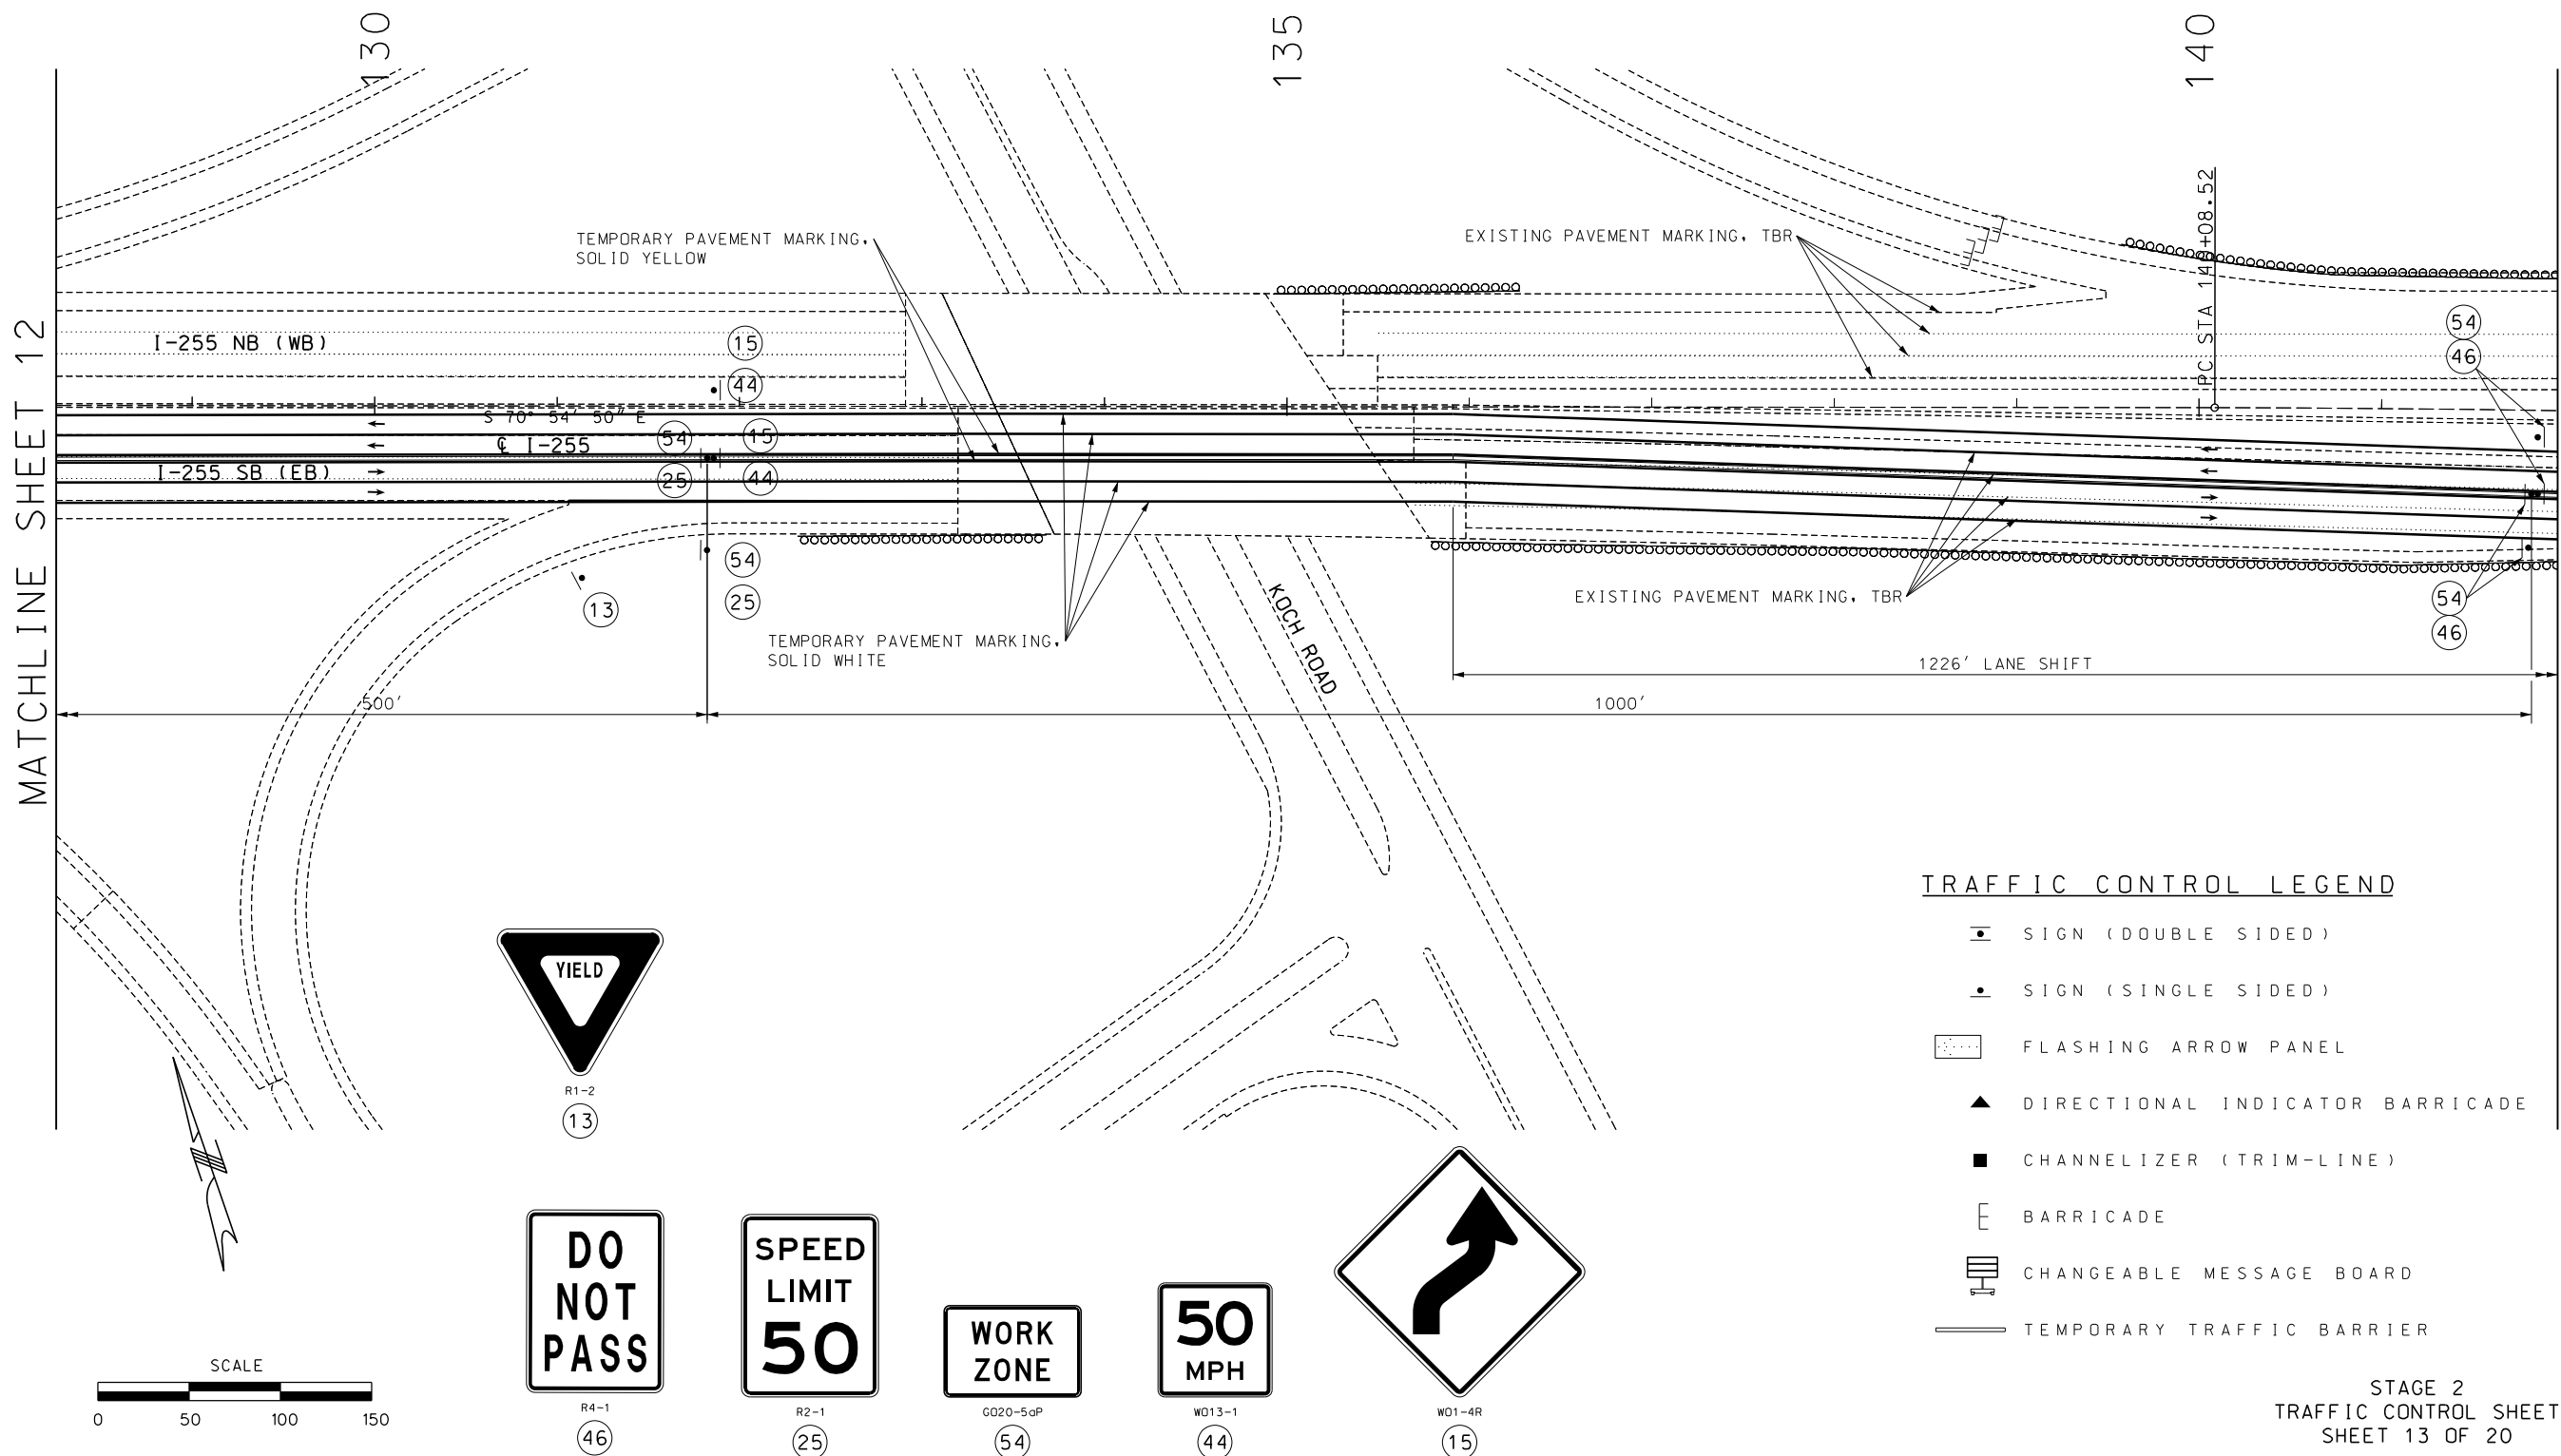 130
135
140
MATCHLINE SHEET 12
TEMPORARY PAVEMENT MARKING,
SOLID YELLOW
EXISTING PAVEMENT MARKING, TBR
PC STA 140+08.52
I-255 NB (WB)
15
44
54
46
S 70° 54' 50" E
℄ I-255
I-255 SB (EB)
54
25
15
44
54
25
13
TEMPORARY PAVEMENT MARKING,
SOLID WHITE
KOCH ROAD
EXISTING PAVEMENT MARKING, TBR
54
46
1226' LANE SHIFT
500'
1000'
TRAFFIC CONTROL LEGEND
SIGN (DOUBLE SIDED)
SIGN (SINGLE SIDED)
FLASHING ARROW PANEL
DIRECTIONAL INDICATOR BARRICADE
CHANNELIZER (TRIM-LINE)
BARRICADE
CHANGEABLE MESSAGE BOARD
TEMPORARY TRAFFIC BARRIER
YIELD
R1-2
13
N
SCALE
0 50 100 150
DO
NOT
PASS
R4-1
46
SPEED
LIMIT
50
R2-1
25
WORK
ZONE
GO20-5aP
54
50
MPH
WO13-1
44
WO1-4R
15
STAGE 2
TRAFFIC CONTROL SHEET
SHEET 13 OF 20